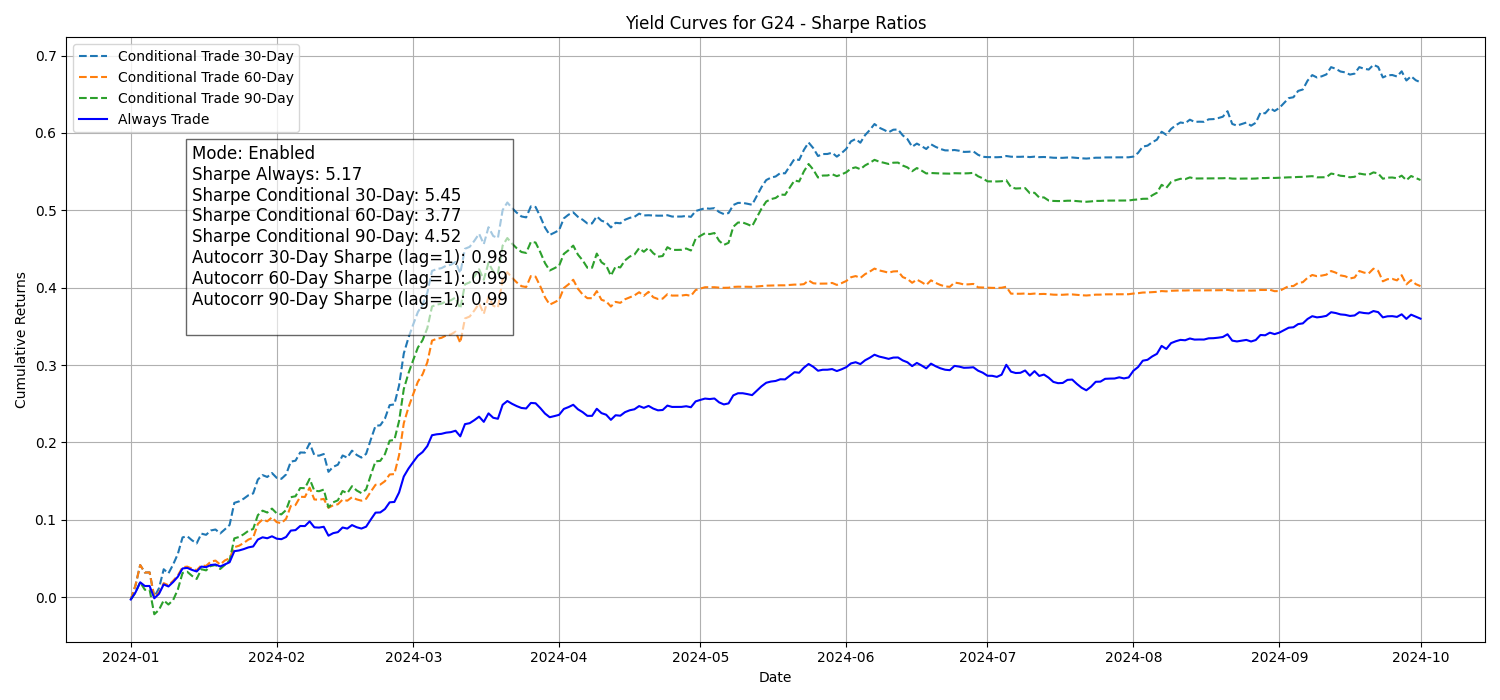 Yield Curves for G24 - Sharpe Ratios
Conditional Trade 30-Day
Conditional Trade 60-Day
Conditional Trade 90-Day
Always Trade
Mode: Enabled
Sharpe Always: 5.17
Sharpe Conditional 30-Day: 5.45
Sharpe Conditional 60-Day: 3.77
Sharpe Conditional 90-Day: 4.52
Autocorr 30-Day Sharpe (lag=1): 0.98
Autocorr 60-Day Sharpe (lag=1): 0.99
Autocorr 90-Day Sharpe (lag=1): 0.99
Cumulative Returns
0.7
0.6
0.5
0.4
0.3
0.2
0.1
0.0
2024-01 2024-02 2024-03 2024-04 2024-05 2024-06 2024-07 2024-08 2024-09 2024-10
Date